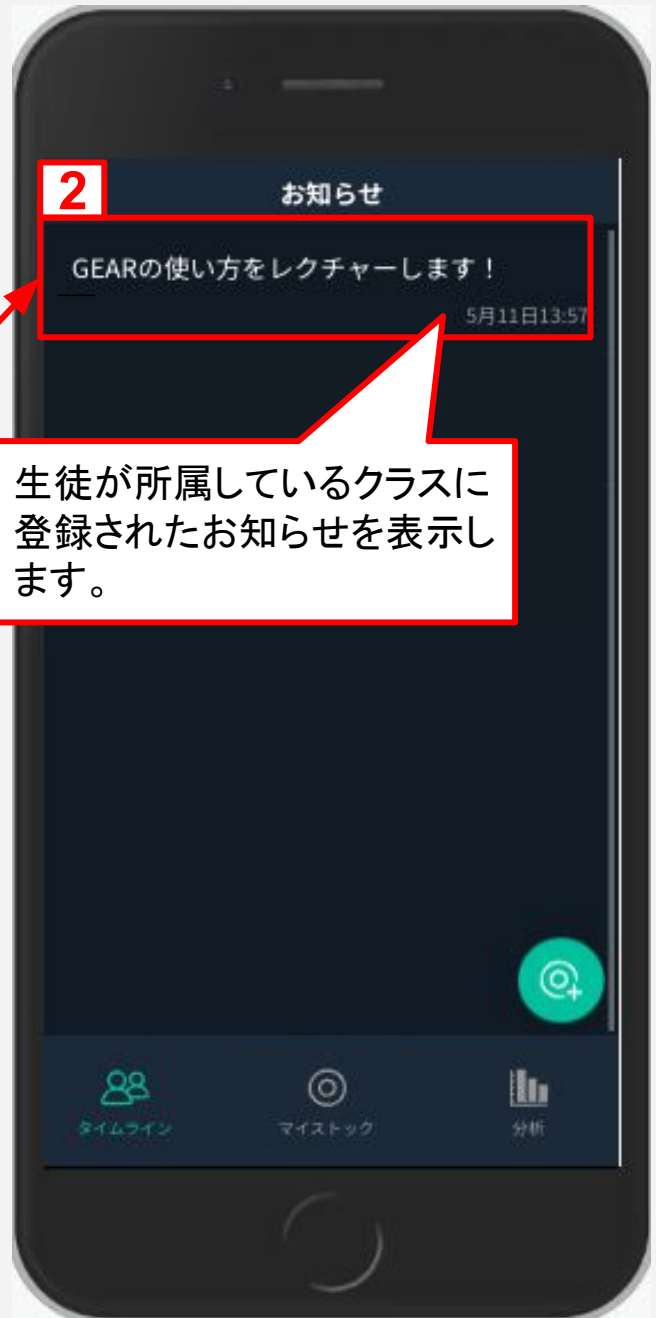 2
お知らせ
GEARの使い方をレクチャーします！
5月11日13:57
生徒が所属しているクラスに
登録されたお知らせを表示し
ます。
タイムライン
マイストック
分析